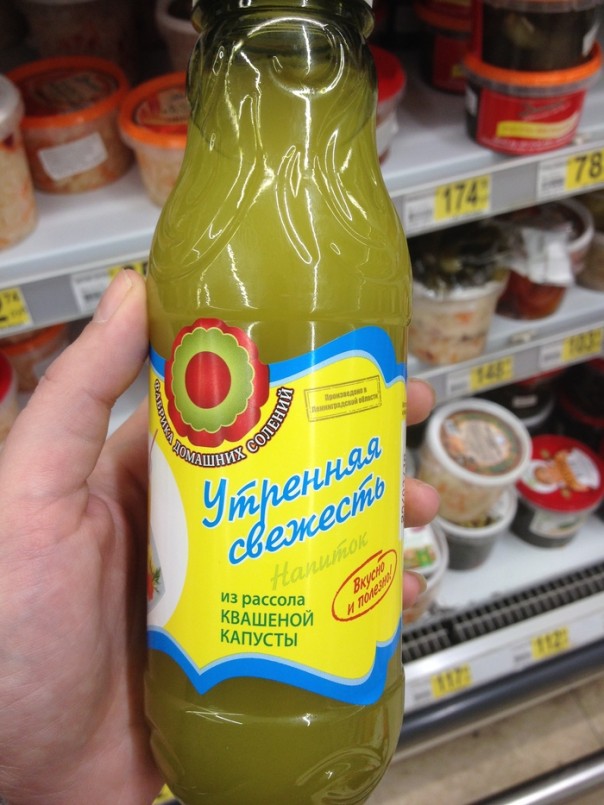 174
78
148
103
117
112
ФАБРИКА ДОМАШНИХ СОЛЕНИЙ
Произведено в
Ленинградской области
Утренняя
свежесть
Напиток
из рассола
КВАШЕНОЙ
КАПУСТЫ
Вкусно
и полезно!